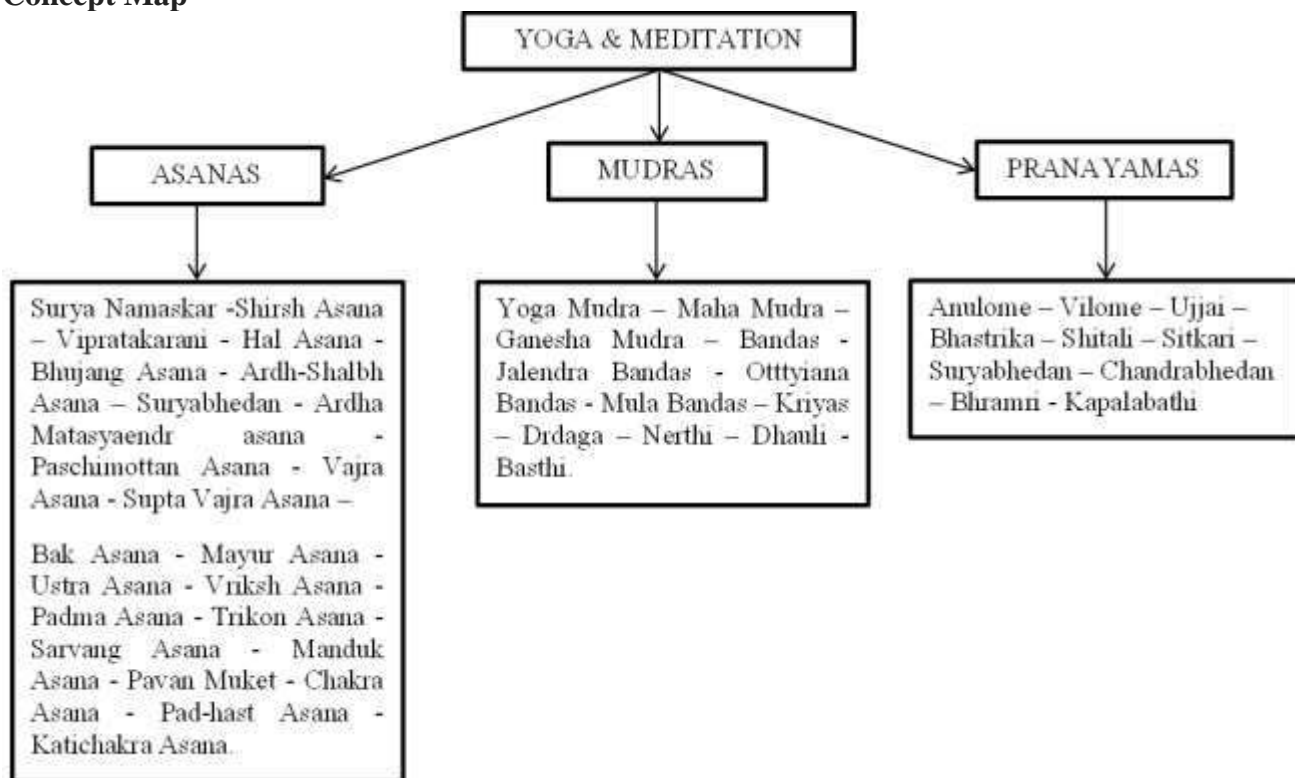 Concept Map
YOGA & MEDITATION
ASANAS
MUDRAS
PRANAYAMAS
Surya Namaskar -Shirsh Asana
– Vipratakarani - Hal Asana -
Bhujang Asana - Ardh-Shalbh
Asana – Suryabhedan - Ardha
Matasyaendr asana -
Paschimottan Asana - Vajra
Asana - Supta Vajra Asana –
Bak Asana - Mayur Asana -
Ustra Asana - Vriksh Asana -
Padma Asana - Trikon Asana -
Sarvang Asana - Manduk
Asana - Pavan Muket - Chakra
Asana - Pad-hast Asana -
Katichakra Asana.
Yoga Mudra – Maha Mudra –
Ganesha Mudra – Bandas -
Jalendra Bandas - Otttyiana
Bandas - Mula Bandas – Kriyas
– Drdaga – Nerthi – Dhauli -
Basthi.
Anulome – Vilome – Ujjai –
Bhastrika – Shitali – Sitkari –
Suryabhedan – Chandrabhedan
– Bhramri - Kapalabathi